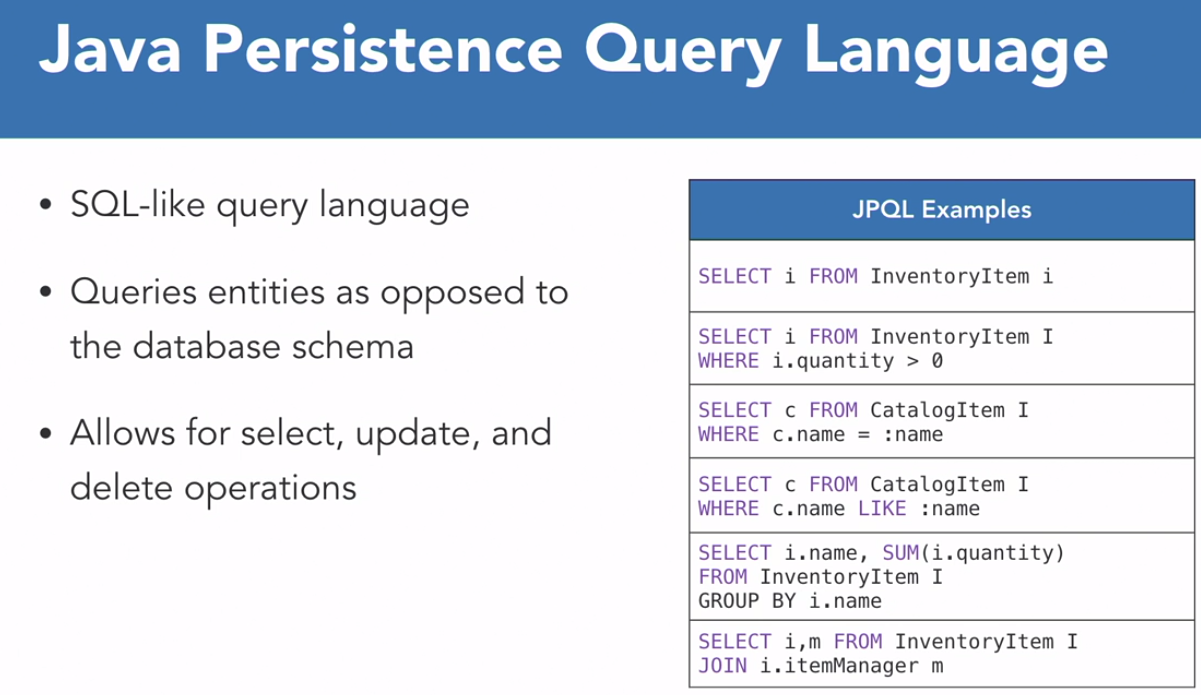 Java Persistence Query Language
• SQL-like query language
• Queries entities as opposed to
the database schema
• Allows for select, update, and
delete operations
JPQL Examples
SELECT i FROM InventoryItem i
SELECT i FROM InventoryItem I
WHERE i.quantity > 0
SELECT c FROM CatalogItem I
WHERE c.name = :name
SELECT c FROM CatalogItem I
WHERE c.name LIKE :name
SELECT i.name, SUM(i.quantity)
FROM InventoryItem I
GROUP BY i.name
SELECT i,m FROM InventoryItem I
JOIN i.itemManager m